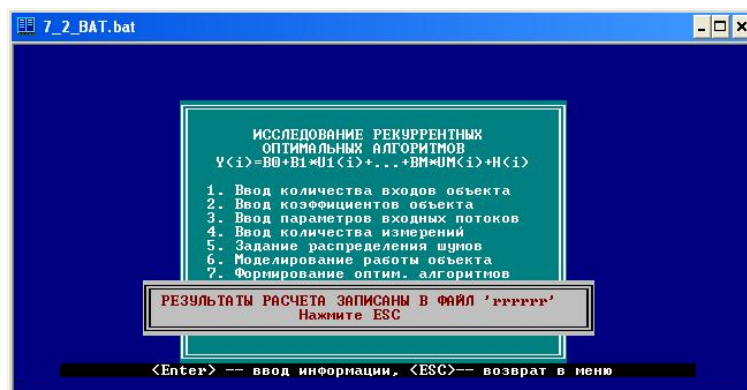 7_2_BAT.bat
ИССЛЕДОВАНИЕ РЕКУРРЕНТНЫХ
ОПТИМАЛЬНЫХ АЛГОРИТМОВ
Y(i)=B0+B1*U1(i)+...+BM*UM(i)+H(i)
1. Ввод количества входов объекта
2. Ввод коэффициентов объекта
3. Ввод параметров входных потоков
4. Ввод количества измерений
5. Задание распределения шумов
6. Моделирование работы объекта
7. Формирование оптим. алгоритмов
РЕЗУЛЬТАТЫ РАСЧЕТА ЗАПИСАНЫ В ФАЙЛ 'rrrrrr'
Нажмите ESC
<Enter> -- ввод информации, <ESC>-- возврат в меню